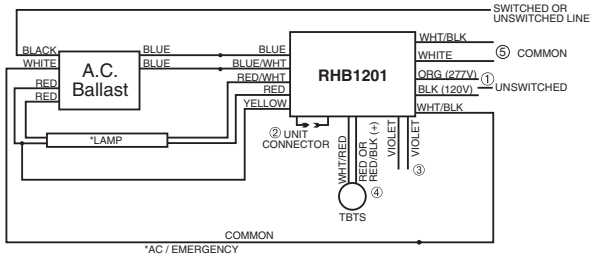 SWITCHED OR
UNSWITCHED LINE
BLACK
WHITE
RED
RED
A.C.
Ballast
BLUE
BLUE
BLUE
BLUE/WHT
RED/WHT
RED
YELLOW
RHB1201
WHT/BLK
WHITE
⑤ COMMON
ORG (277V)
①
UNSWITCHED
BLK (120V)
WHT/BLK
*LAMP
② UNIT
CONNECTOR
WHT/RED
RED OR
RED/BLK (+)
VIOLET
VIOLET
③
④
TBTS
COMMON
*AC / EMERGENCY